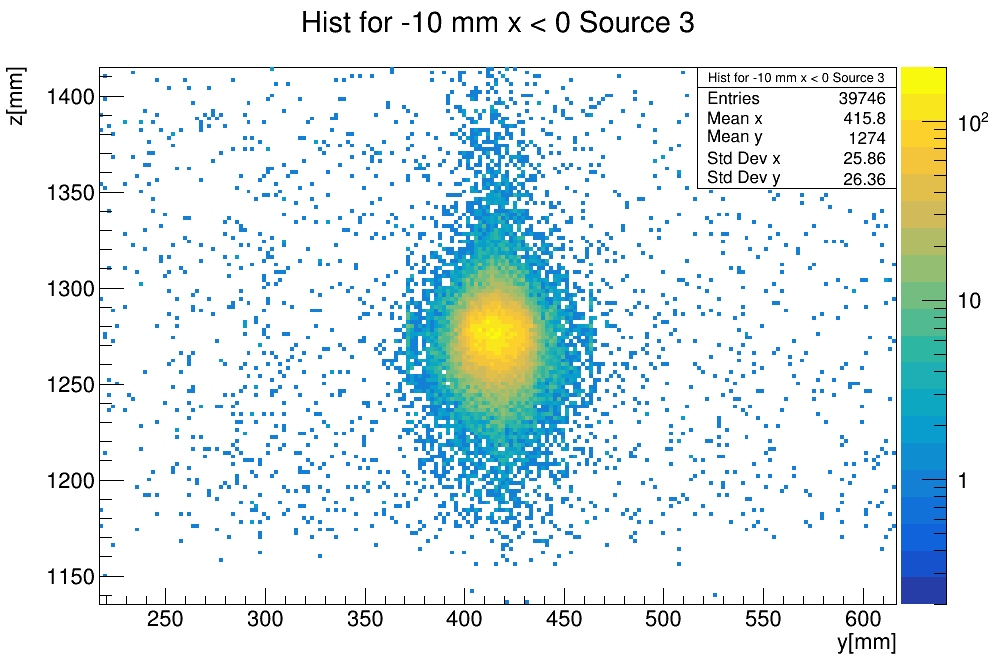 Hist for -10 mm x < 0 Source 3
z[mm]
1400
1350
1300
1250
1200
1150
250
300
350
400
450
500
550
600
y[mm]
Hist for -10 mm x < 0 Source 3
Entries 39746
Mean x 415.8
Mean y 1274
Std Dev x 25.86
Std Dev y 26.36
10²
10
1